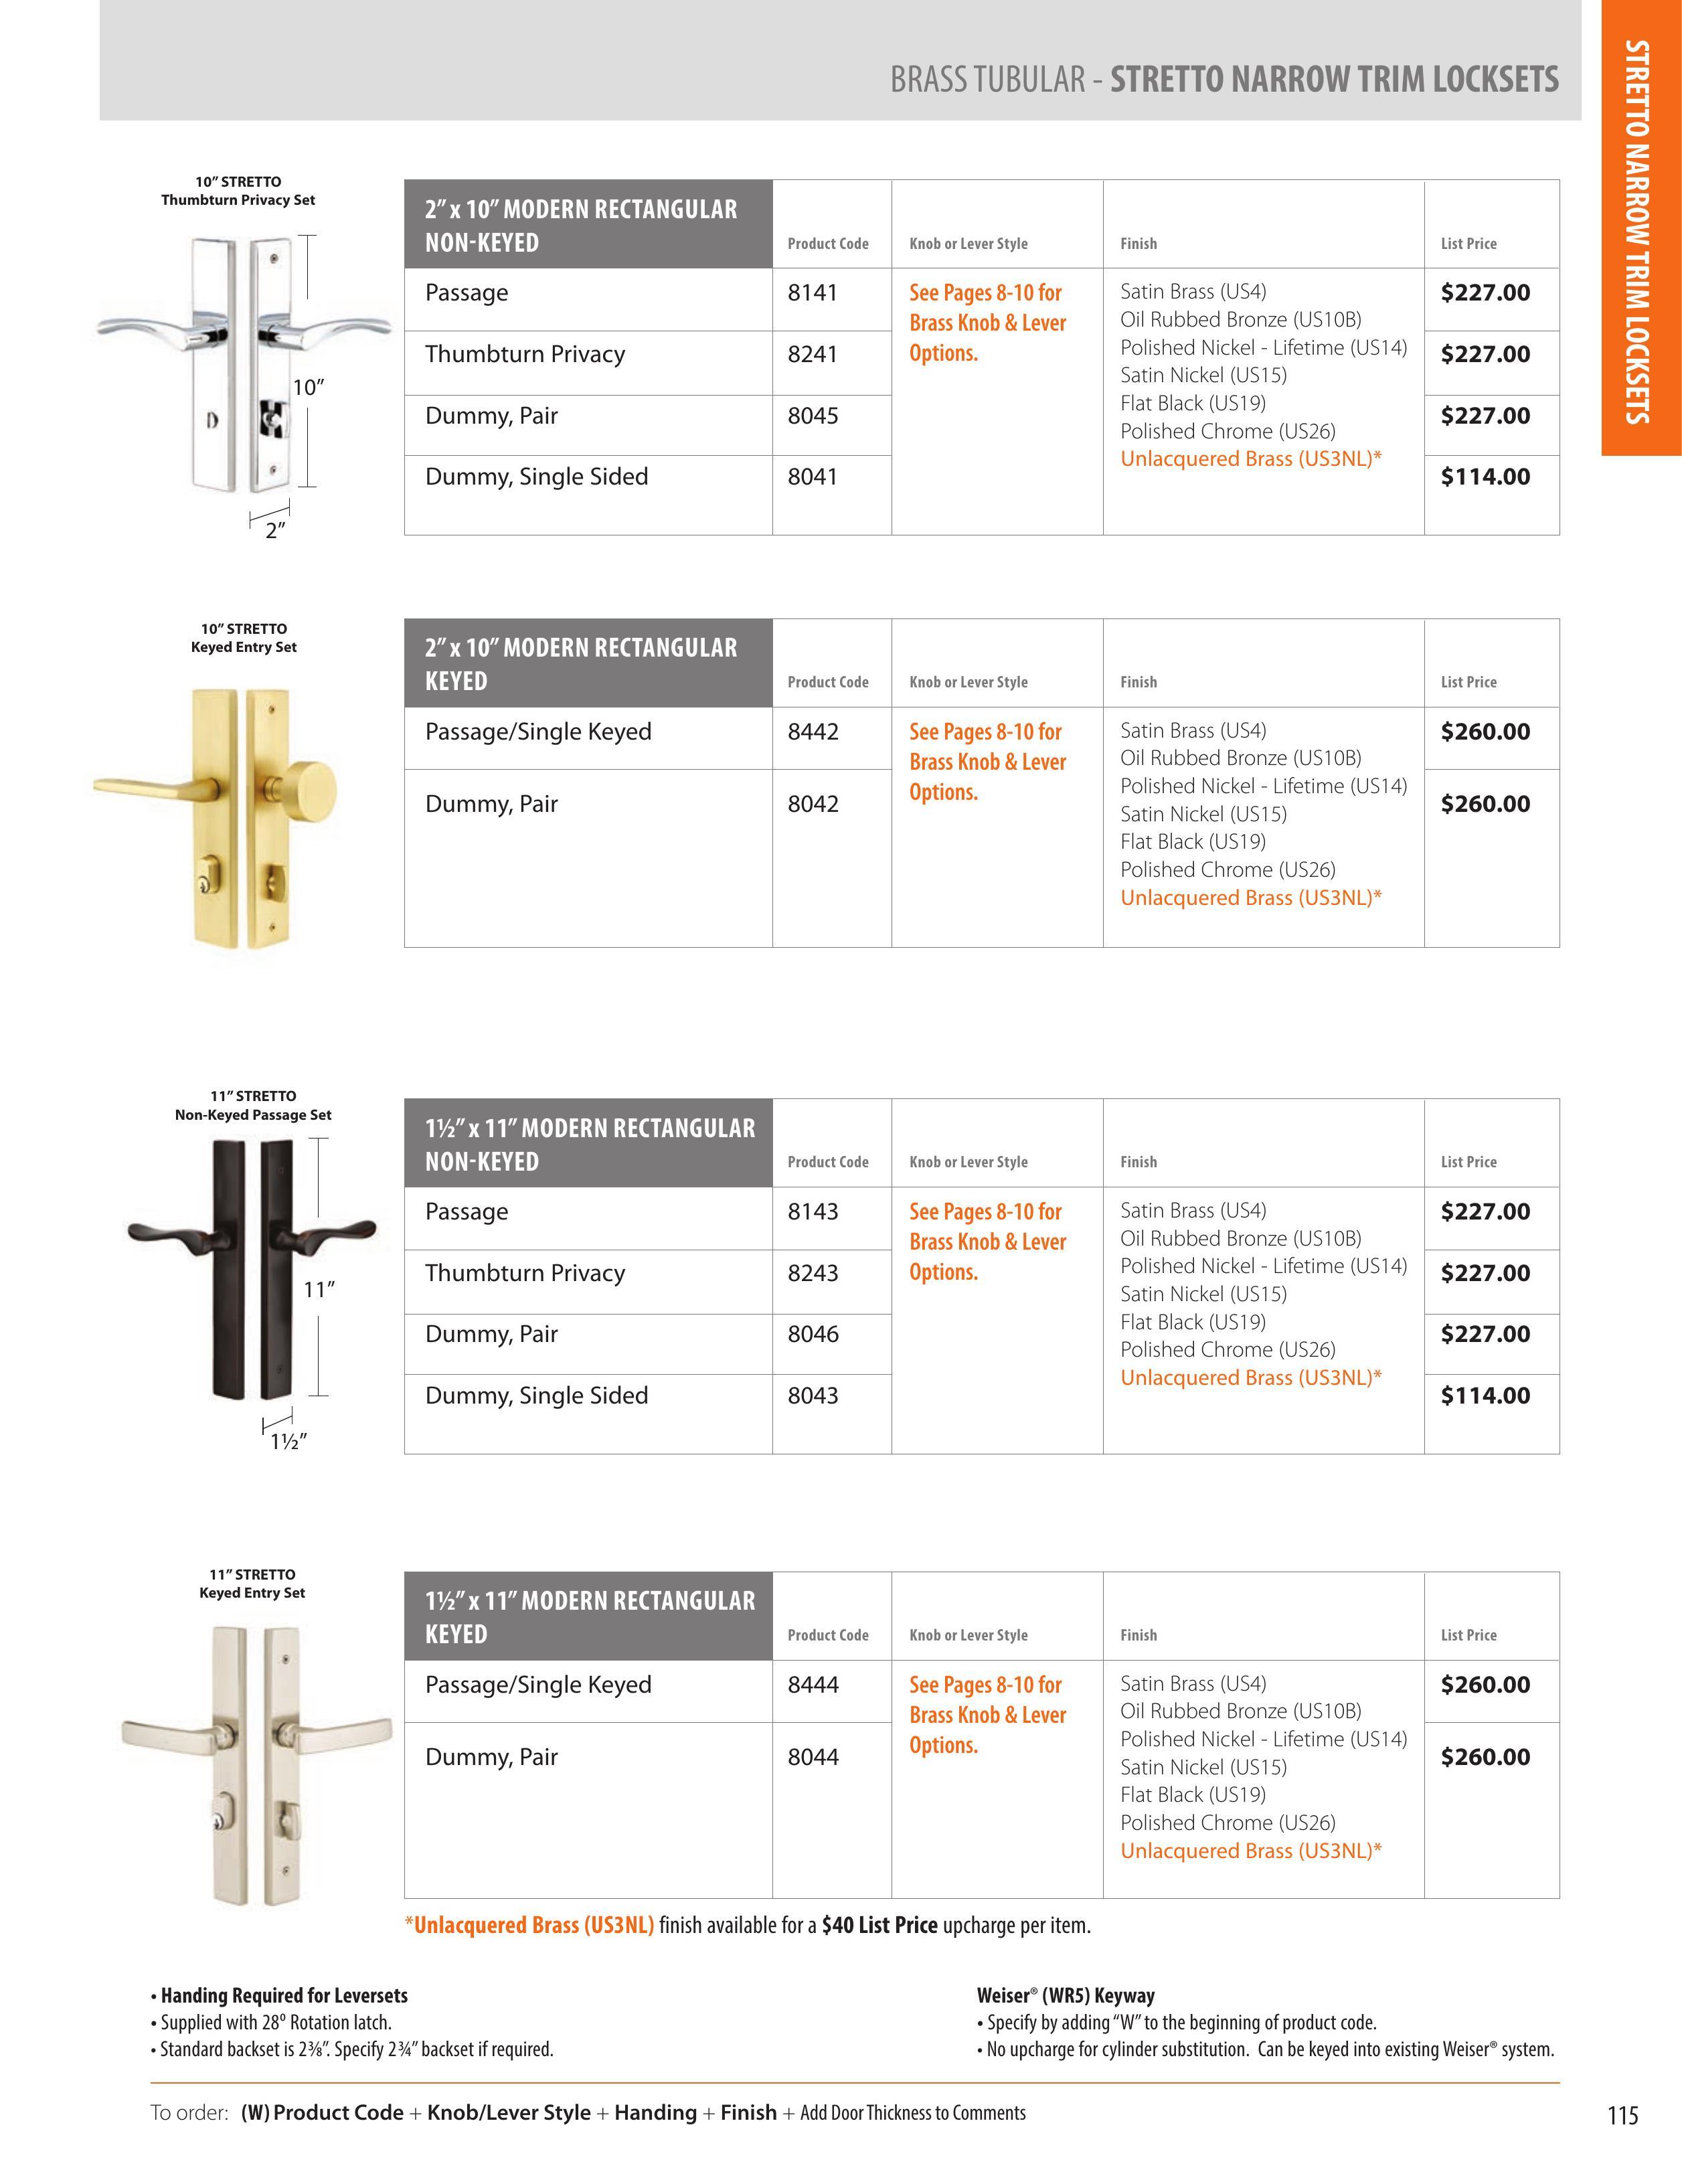 BRASS TUBULAR - STRETTO NARROW TRIM LOCKSETS
STRETTO NARROW TRIM LOCKSETS
10” STRETTO
Thumbturn Privacy Set
10”
2”
2” x 10” MODERN RECTANGULAR
NON-KEYED
Product Code
Knob or Lever Style
Finish
List Price
Passage
8141
See Pages 8-10 for
Brass Knob & Lever
Options.
Satin Brass (US4)
Oil Rubbed Bronze (US10B)
Polished Nickel - Lifetime (US14)
Satin Nickel (US15)
Flat Black (US19)
Polished Chrome (US26)
Unlacquered Brass (US3NL)*
$227.00
Thumbturn Privacy
8241
$227.00
Dummy, Pair
8045
$227.00
Dummy, Single Sided
8041
$114.00
10” STRETTO
Keyed Entry Set
2” x 10” MODERN RECTANGULAR
KEYED
Product Code
Knob or Lever Style
Finish
List Price
Passage/Single Keyed
8442
See Pages 8-10 for
Brass Knob & Lever
Options.
Satin Brass (US4)
Oil Rubbed Bronze (US10B)
Polished Nickel - Lifetime (US14)
Satin Nickel (US15)
Flat Black (US19)
Polished Chrome (US26)
Unlacquered Brass (US3NL)*
$260.00
Dummy, Pair
8042
$260.00
11” STRETTO
Non-Keyed Passage Set
11”
1½”
1½” x 11” MODERN RECTANGULAR
NON-KEYED
Product Code
Knob or Lever Style
Finish
List Price
Passage
8143
See Pages 8-10 for
Brass Knob & Lever
Options.
Satin Brass (US4)
Oil Rubbed Bronze (US10B)
Polished Nickel - Lifetime (US14)
Satin Nickel (US15)
Flat Black (US19)
Polished Chrome (US26)
Unlacquered Brass (US3NL)*
$227.00
Thumbturn Privacy
8243
$227.00
Dummy, Pair
8046
$227.00
Dummy, Single Sided
8043
$114.00
11” STRETTO
Keyed Entry Set
1½” x 11” MODERN RECTANGULAR
KEYED
Product Code
Knob or Lever Style
Finish
List Price
Passage/Single Keyed
8444
See Pages 8-10 for
Brass Knob & Lever
Options.
Satin Brass (US4)
Oil Rubbed Bronze (US10B)
Polished Nickel - Lifetime (US14)
Satin Nickel (US15)
Flat Black (US19)
Polished Chrome (US26)
Unlacquered Brass (US3NL)*
$260.00
Dummy, Pair
8044
$260.00
*Unlacquered Brass (US3NL) finish available for a $40 List Price upcharge per item.
• Handing Required for Leversets
• Supplied with 28º Rotation latch.
• Standard backset is 2⅜”. Specify 2¾” backset if required.
Weiser® (WR5) Keyway
• Specify by adding “W” to the beginning of product code.
• No upcharge for cylinder substitution. Can be keyed into existing Weiser® system.
To order: (W) Product Code + Knob/Lever Style + Handing + Finish + Add Door Thickness to Comments
115